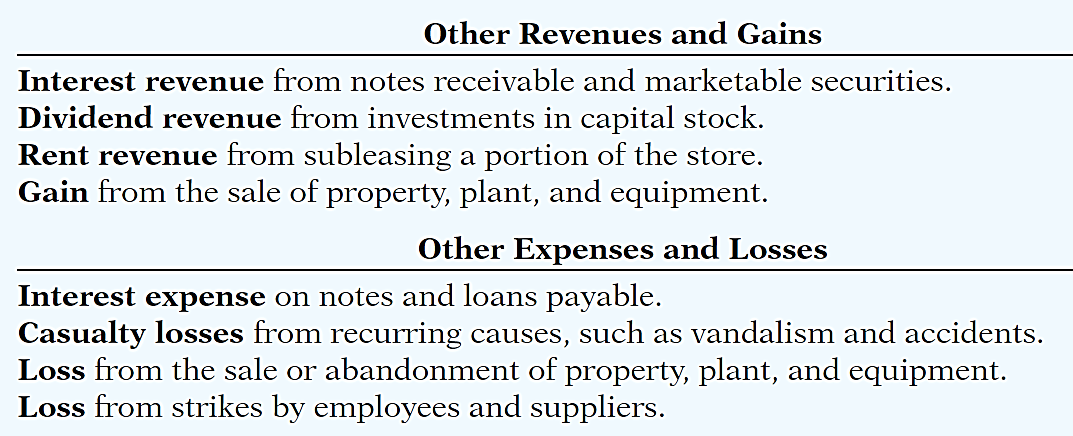 Other Revenues and Gains
Interest revenue from notes receivable and marketable securities.
Dividend revenue from investments in capital stock.
Rent revenue from subleasing a portion of the store.
Gain from the sale of property, plant, and equipment.
Other Expenses and Losses
Interest expense on notes and loans payable.
Casualty losses from recurring causes, such as vandalism and accidents.
Loss from the sale or abandonment of property, plant, and equipment.
Loss from strikes by employees and suppliers.